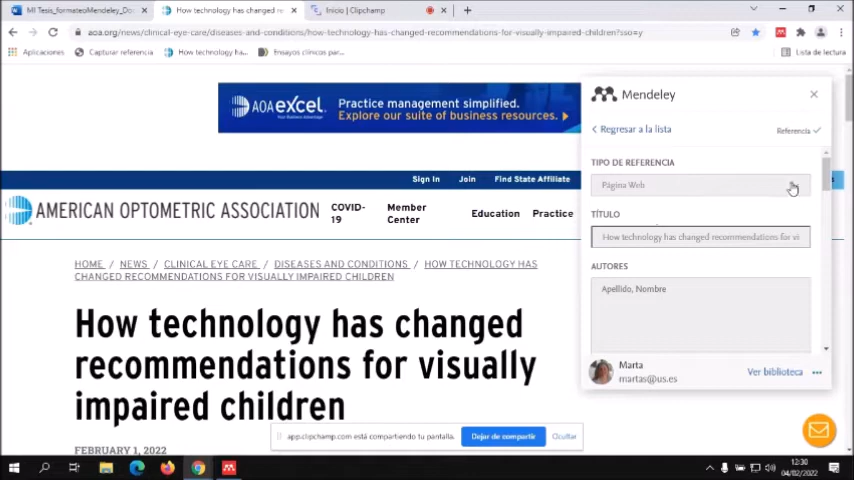 MI Tesis_formateoMendeley_Do
How technology has changed re
Inicio | Clipchamp
aoa.org/news/clinical-eye-care/diseases-and-conditions/how-technology-has-changed-recommendations-for-visually-impaired-children?sso=y
Aplicaciones
Capturar referencia
How technology ha...
Ensayos clínicos par...
Lista de lectura
AOAEXCEL
Practice management simplified.
Explore our suite of business resources.
Sign In
Join
Find State Affiliate
AMERICAN OPTOMETRIC ASSOCIATION
COVID-
19
Member
Center
Education
Practice
HOME / NEWS / CLINICAL EYE CARE / DISEASES AND CONDITIONS / HOW TECHNOLOGY HAS
CHANGED RECOMMENDATIONS FOR VISUALLY IMPAIRED CHILDREN
How technology has changed
recommendations for visually
impaired children
FEBRUARY 1, 2022
Mendeley
Regresar a la lista
Referencia
TIPO DE REFERENCIA
Página Web
TÍTULO
How technology has changed recommendations for vi
AUTORES
Apellido, Nombre
Marta
martas@us.es
Ver biblioteca
app.clipchamp.com está compartiendo tu pantalla.
Dejar de compartir
Ocultar
12:30
04/02/2022